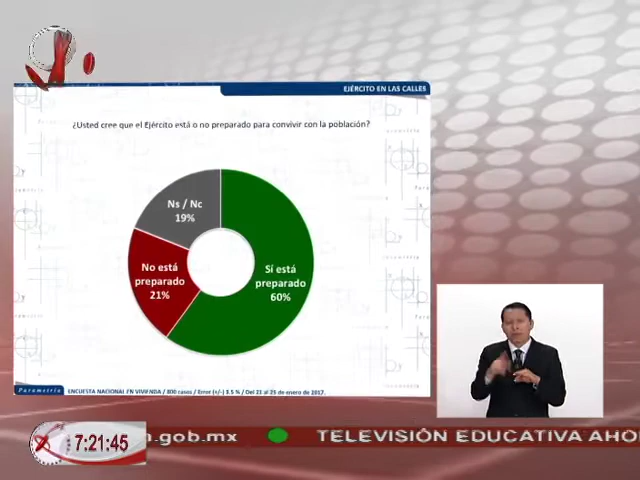 EJÉRCITO EN LAS CALLES
¿Usted cree que el Ejército está o no preparado para convivir con la población?
Ns / Nc
19%
No está
preparado
21%
Sí está
preparado
60%
Parametría
ENCUESTA NACIONAL EN VIVIENDA / 800 casos / Error (+/-) 3.5 % / Del 21 al 25 de enero de 2017.
7:21:45
.gob.mx TELEVISIÓN EDUCATIVA AHO